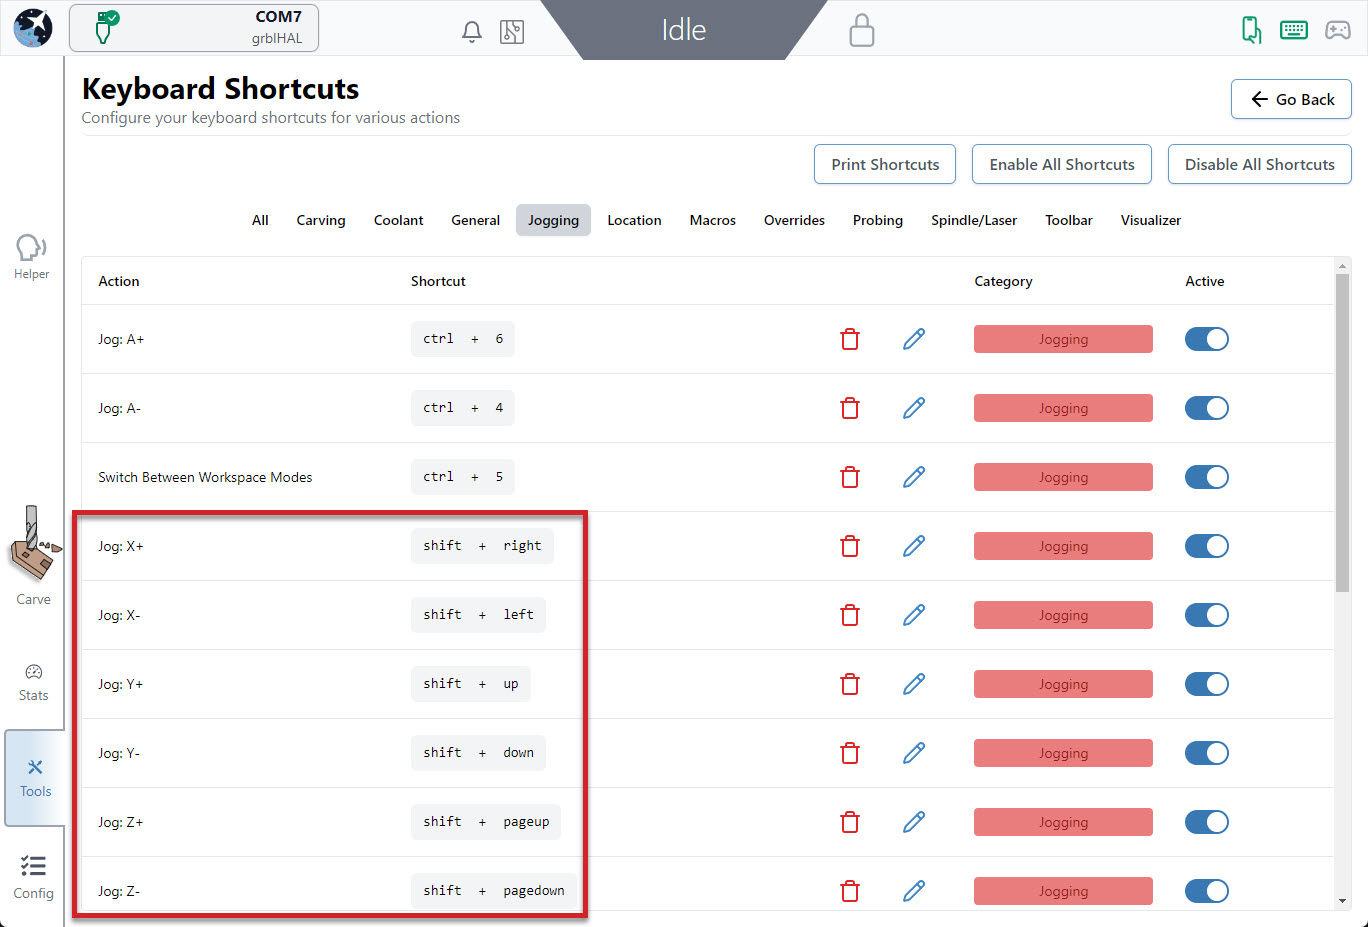 COM7
grblHAL
Idle
Keyboard Shortcuts
Configure your keyboard shortcuts for various actions
Go Back
Print Shortcuts Enable All Shortcuts Disable All Shortcuts
All Carving Coolant General Jogging Location Macros Overrides Probing Spindle/Laser Toolbar Visualizer
Helper
Carve
Stats
Tools
Config
Action Shortcut Category Active
Jog: A+ ctrl + 6 Jogging
Jog: A- ctrl + 4 Jogging
Switch Between Workspace Modes ctrl + 5 Jogging
Jog: X+ shift + right Jogging
Jog: X- shift + left Jogging
Jog: Y+ shift + up Jogging
Jog: Y- shift + down Jogging
Jog: Z+ shift + pageup Jogging
Jog: Z- shift + pagedown Jogging